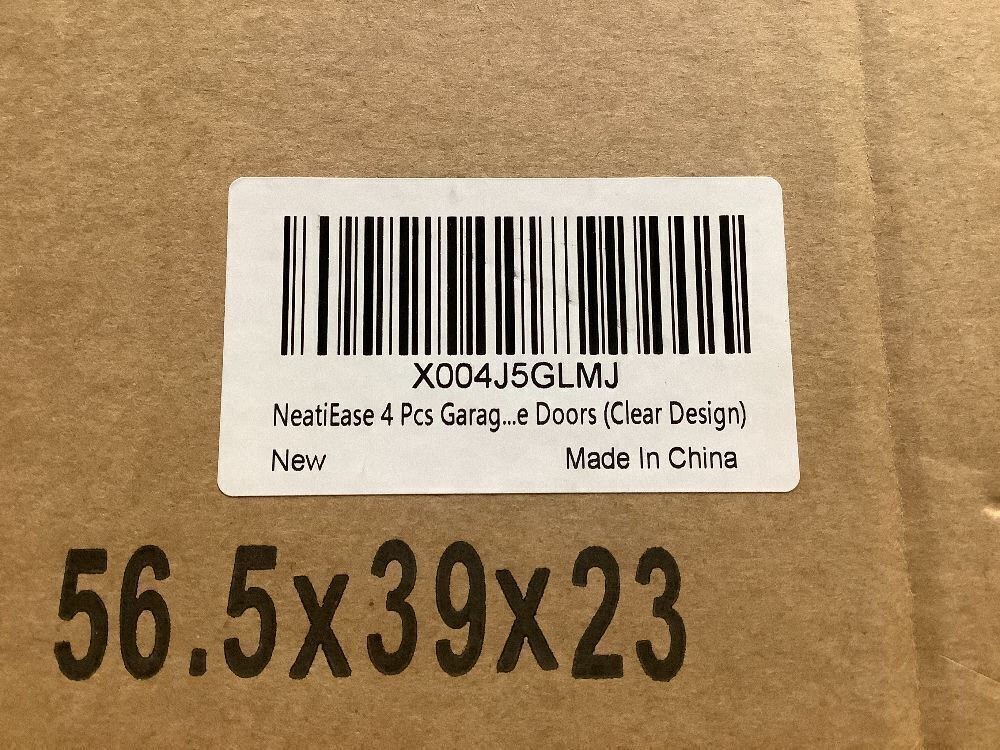 X004J5GLMJ
NeatiEase 4 Pcs Garag...e Doors (Clear Design)
New Made In China
56.5x39x23